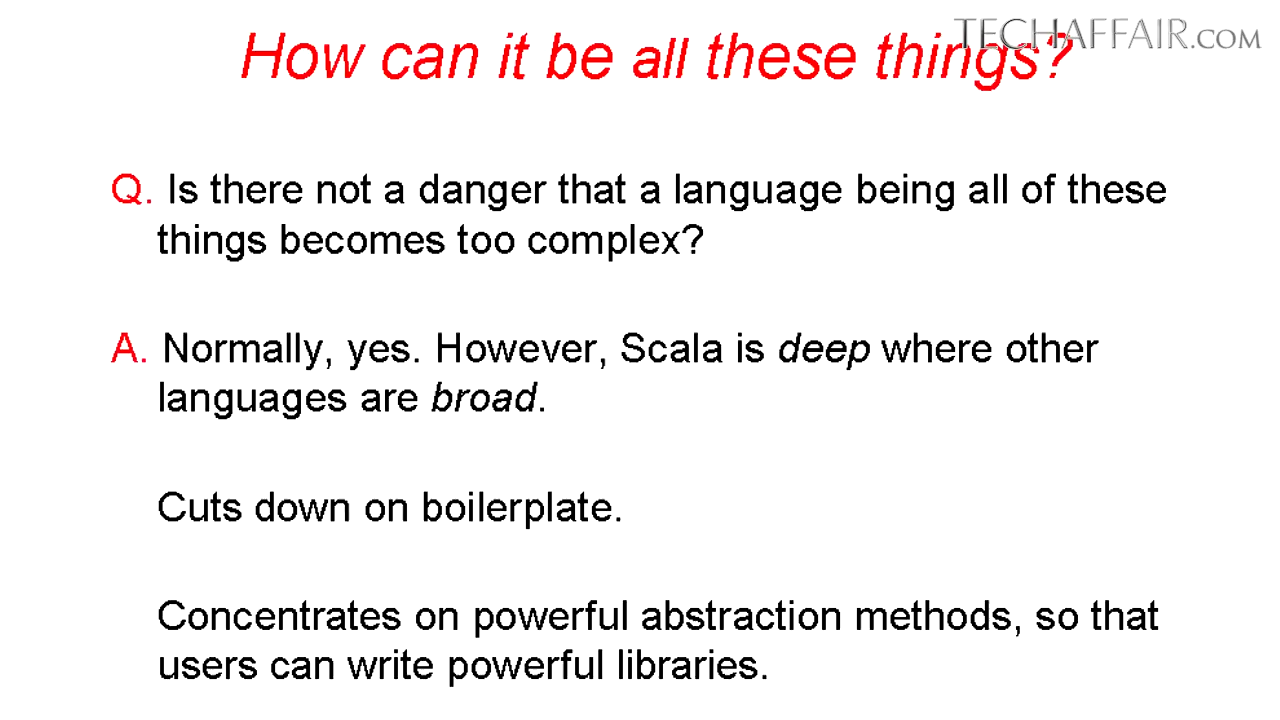 TECHAFFAIR.COM
How can it be all these things?
Q. Is there not a danger that a language being all of these
things becomes too complex?
A. Normally, yes. However, Scala is deep where other
languages are broad.
Cuts down on boilerplate.
Concentrates on powerful abstraction methods, so that
users can write powerful libraries.